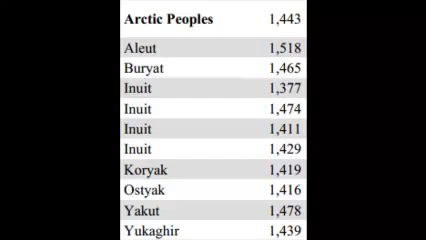 Arctic Peoples 1,443
Aleut 1,518
Buryat 1,465
Inuit 1,377
Inuit 1,474
Inuit 1,411
Inuit 1,429
Koryak 1,419
Ostyak 1,416
Yakut 1,478
Yukaghir 1,439